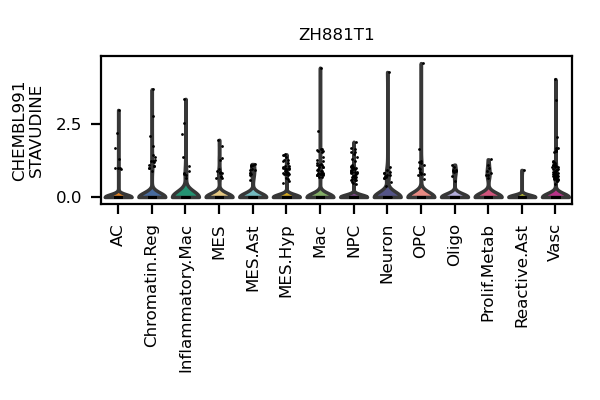 ZH881T1
CHEMBL991
STAVUDINE
2.5
0.0
AC
Chromatin.Reg
Inflammatory.Mac
MES
MES.Ast
MES.Hyp
Mac
NPC
Neuron
OPC
Oligo
Prolif.Metab
Reactive.Ast
Vasc